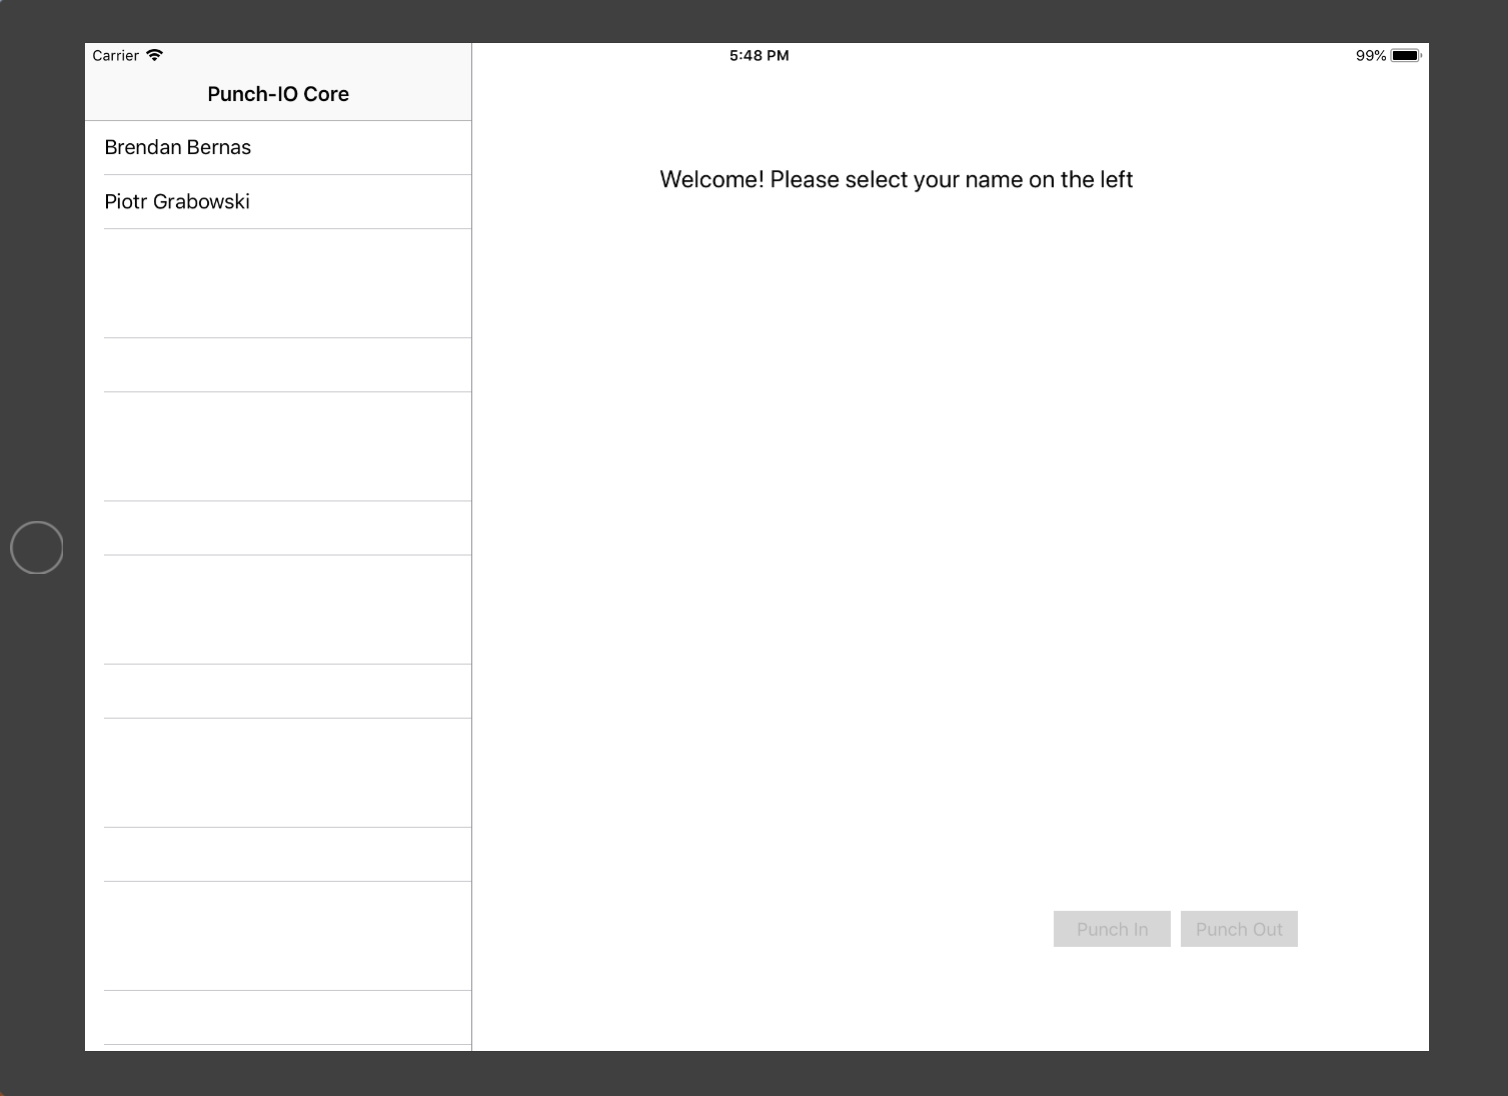 Carrier
5:48 PM
99%
Punch-IO Core
Brendan Bernas
Piotr Grabowski
Welcome! Please select your name on the left
Punch In
Punch Out